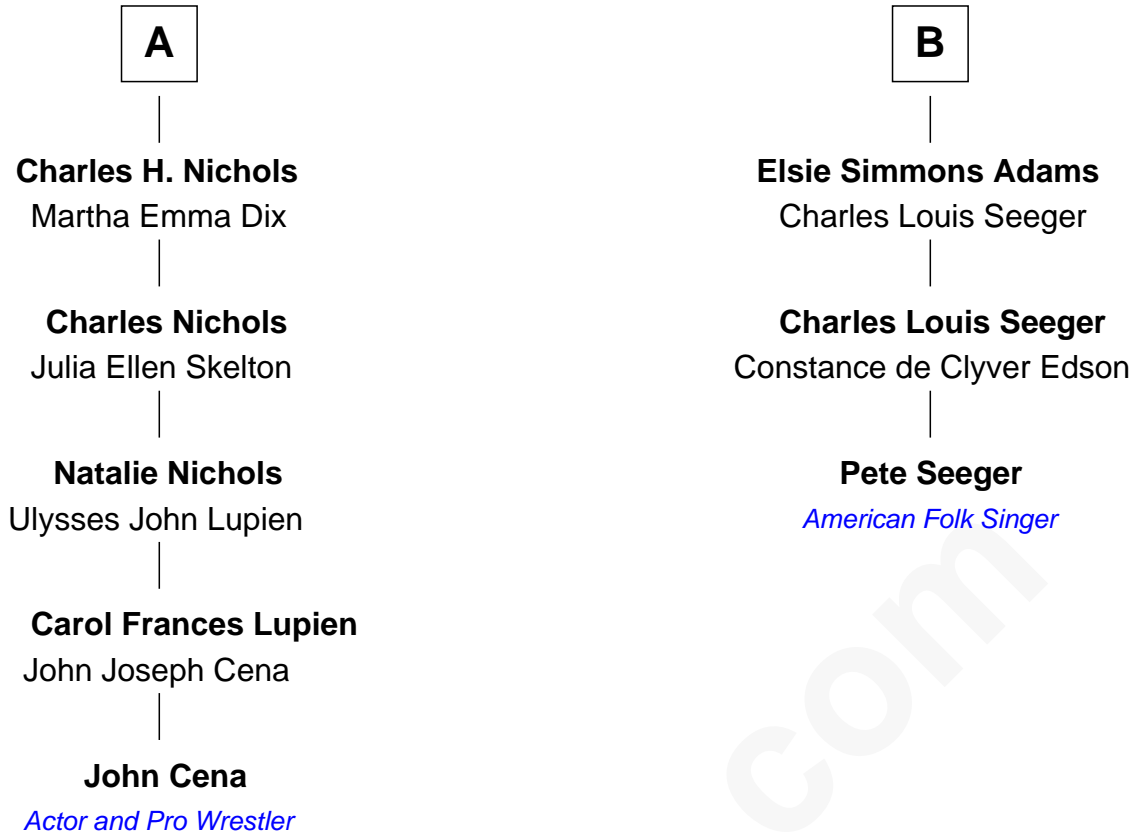 A
Charles H. Nichols
Martha Emma Dix
Charles Nichols
Julia Ellen Skelton
Natalie Nichols
Ulysses John Lupien
Carol Frances Lupien
John Joseph Cena
John Cena
Actor and Pro Wrestler
B
Elsie Simmons Adams
Charles Louis Seeger
Charles Louis Seeger
Constance de Clyver Edson
Pete Seeger
American Folk Singer
com